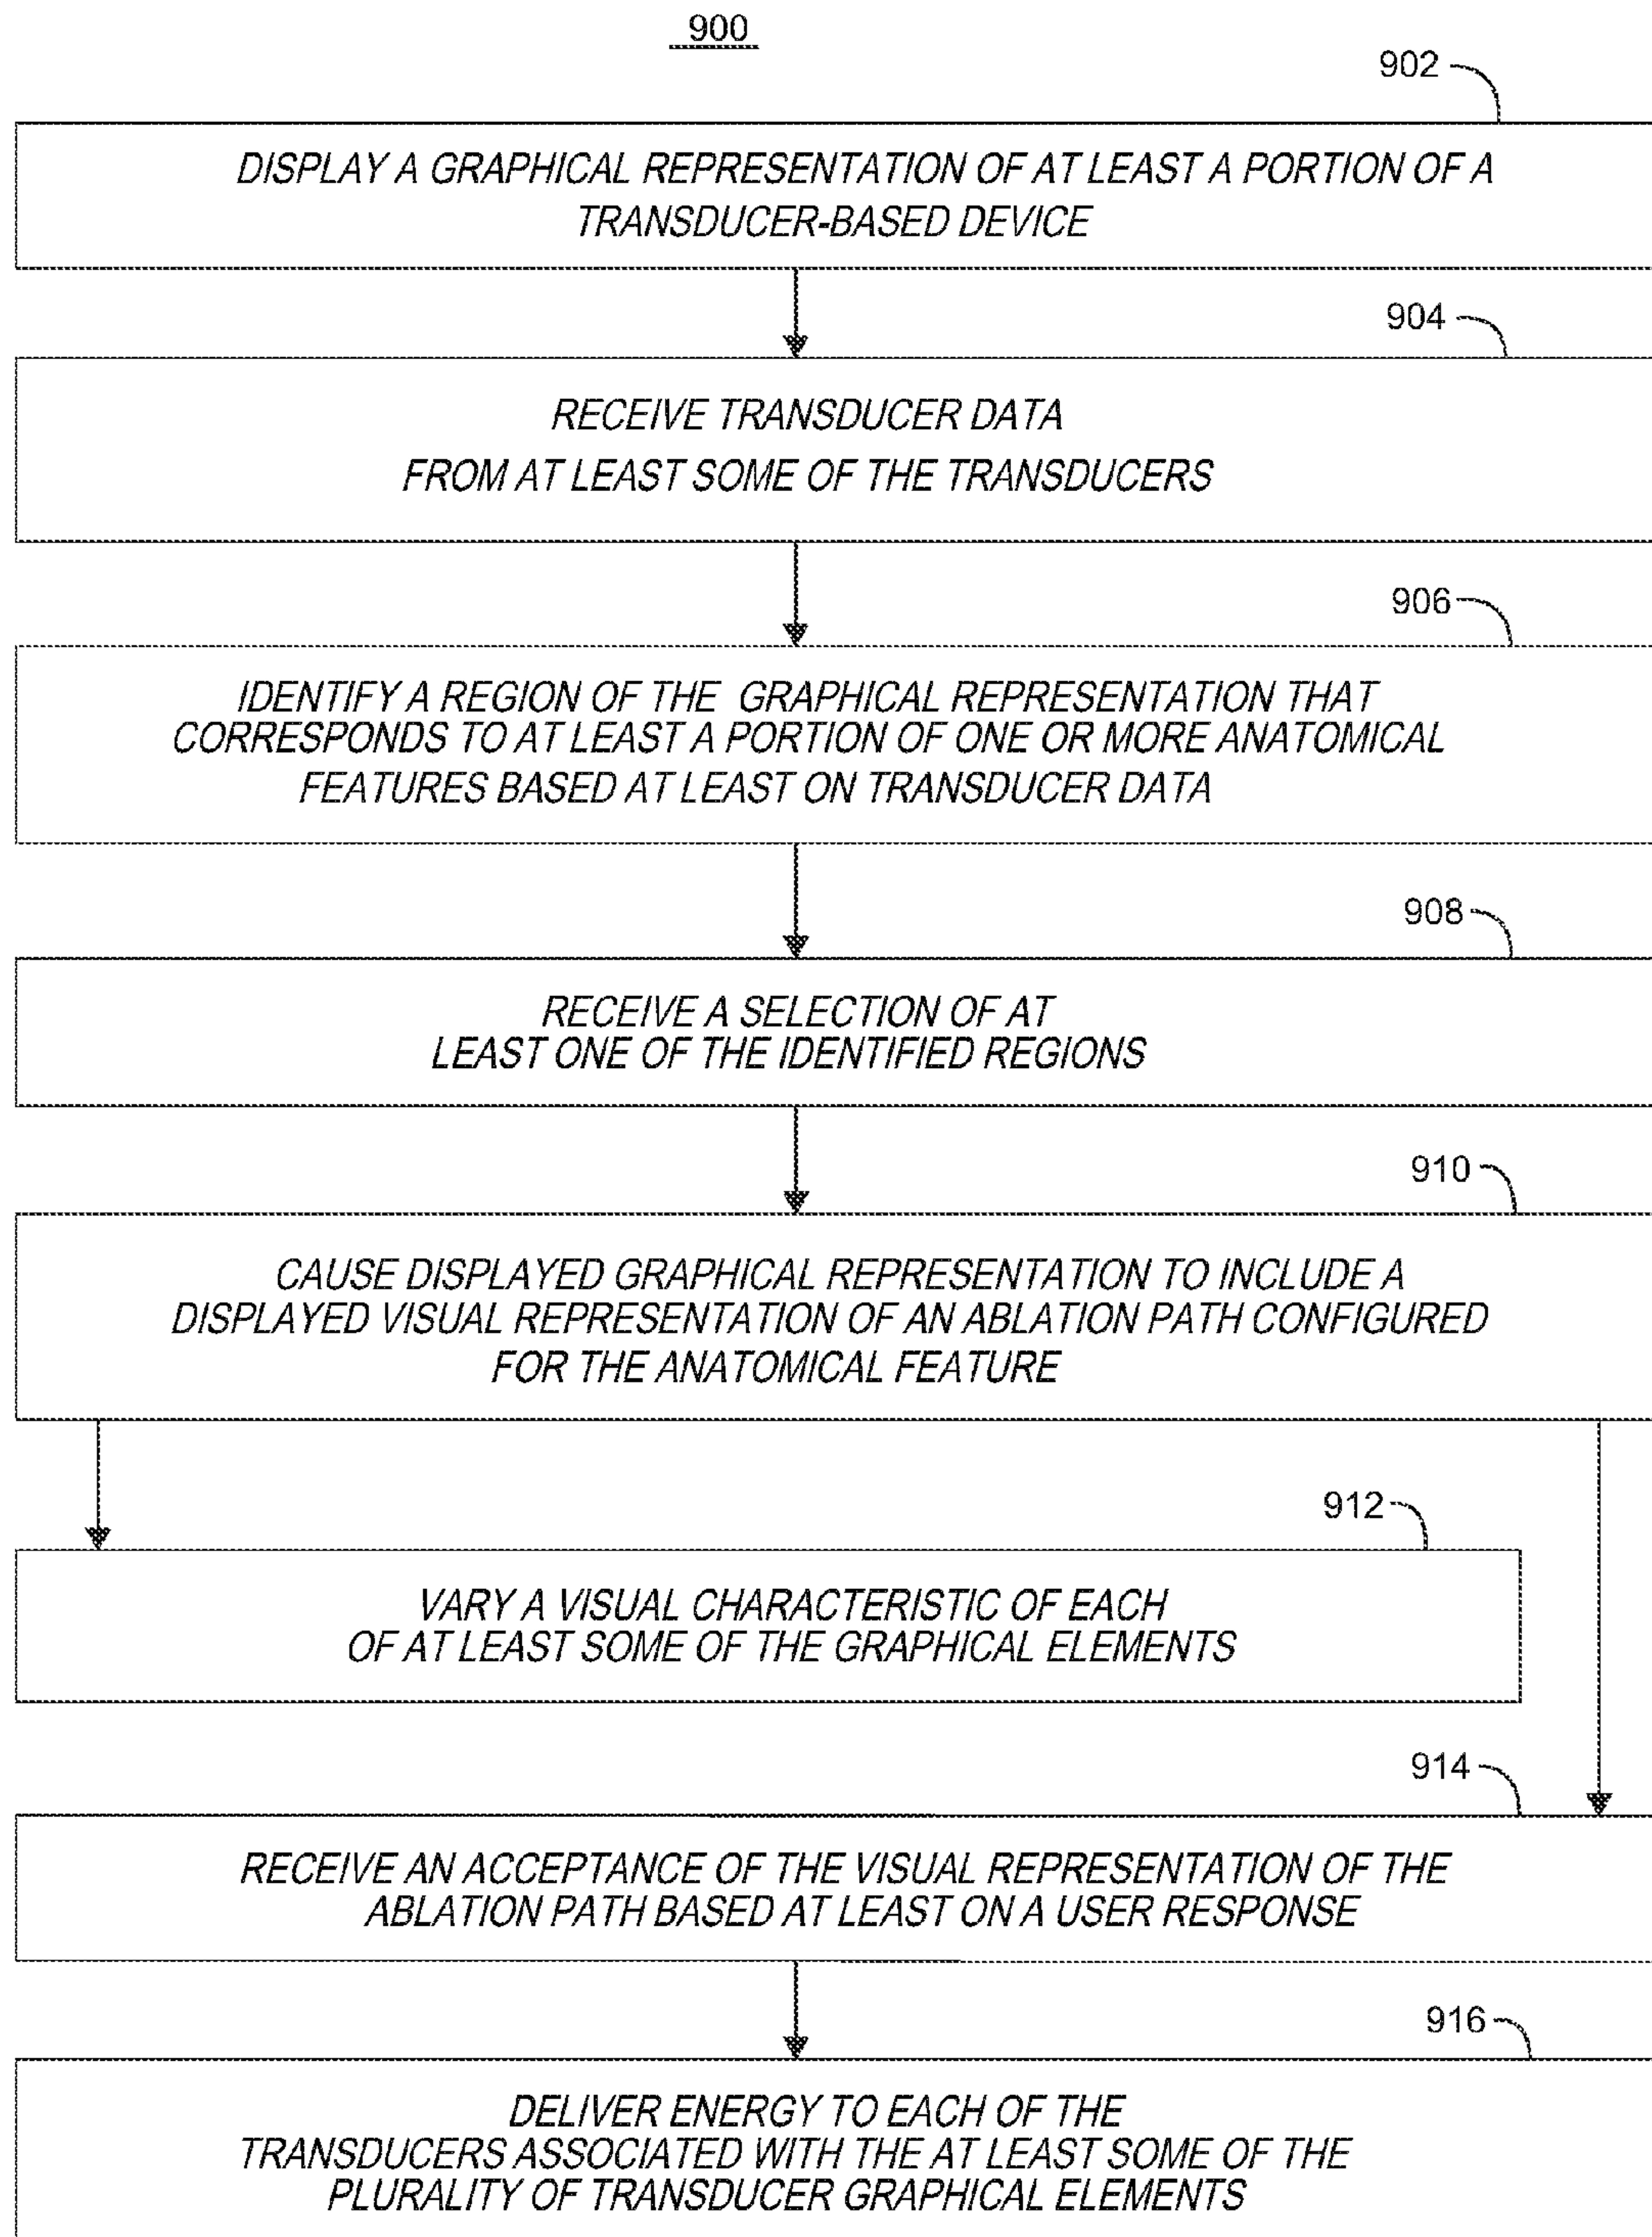 900
902
DISPLAY A GRAPHICAL REPRESENTATION OF AT LEAST A PORTION OF A
TRANSDUCER-BASED DEVICE
904
RECEIVE TRANSDUCER DATA
FROM AT LEAST SOME OF THE TRANSDUCERS
906
IDENTIFY A REGION OF THE GRAPHICAL REPRESENTATION THAT
CORRESPONDS TO AT LEAST A PORTION OF ONE OR MORE ANATOMICAL
FEATURES BASED AT LEAST ON TRANSDUCER DATA
908
RECEIVE A SELECTION OF AT
LEAST ONE OF THE IDENTIFIED REGIONS
910
CAUSE DISPLAYED GRAPHICAL REPRESENTATION TO INCLUDE A
DISPLAYED VISUAL REPRESENTATION OF AN ABLATION PATH CONFIGURED
FOR THE ANATOMICAL FEATURE
912
VARY A VISUAL CHARACTERISTIC OF EACH
OF AT LEAST SOME OF THE GRAPHICAL ELEMENTS
914
RECEIVE AN ACCEPTANCE OF THE VISUAL REPRESENTATION OF THE
ABLATION PATH BASED AT LEAST ON A USER RESPONSE
916
DELIVER ENERGY TO EACH OF THE
TRANSDUCERS ASSOCIATED WITH THE AT LEAST SOME OF THE
PLURALITY OF TRANSDUCER GRAPHICAL ELEMENTS